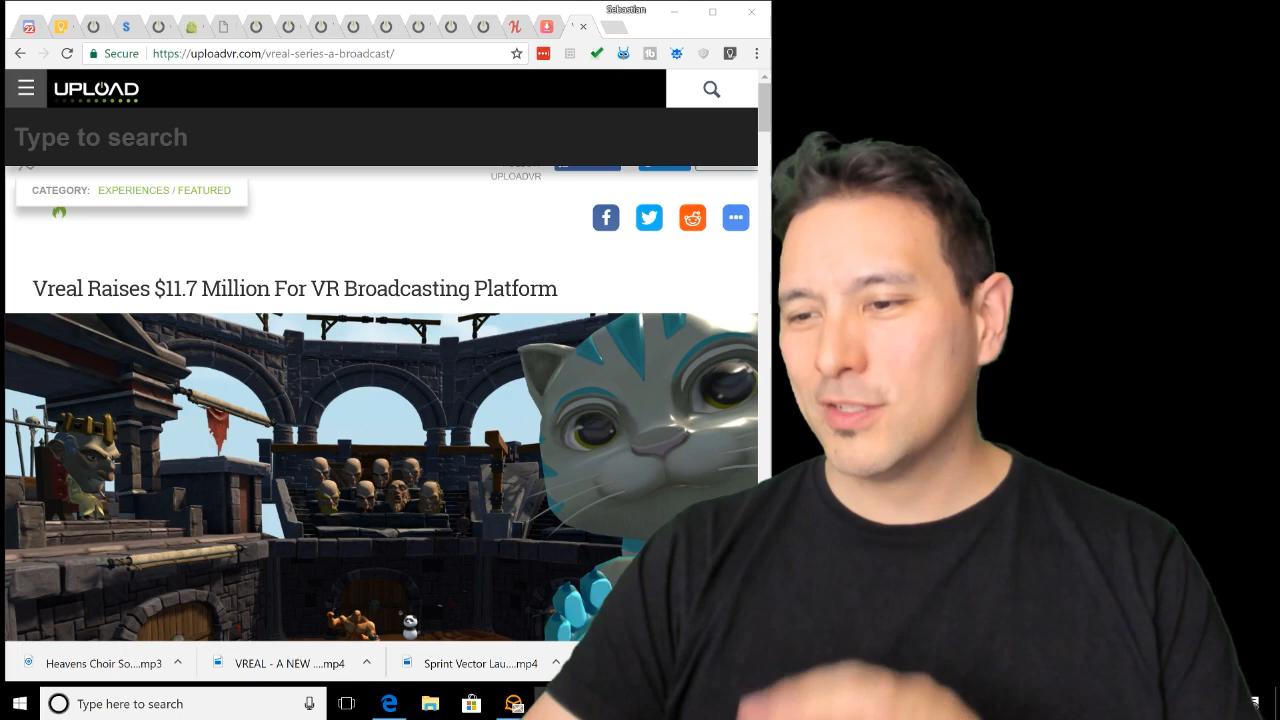 Sebastian
22
Secure
https://uploadvr.com/vreal-series-a-broadcast/
UPLOAD
Type to search
UPLOADVR
CATEGORY: EXPERIENCES / FEATURED
Vreal Raises $11.7 Million For VR Broadcasting Platform
Heavens Choir So....mp3
VREAL - A NEW ....mp4
Sprint Vector Lau....mp4
Type here to search